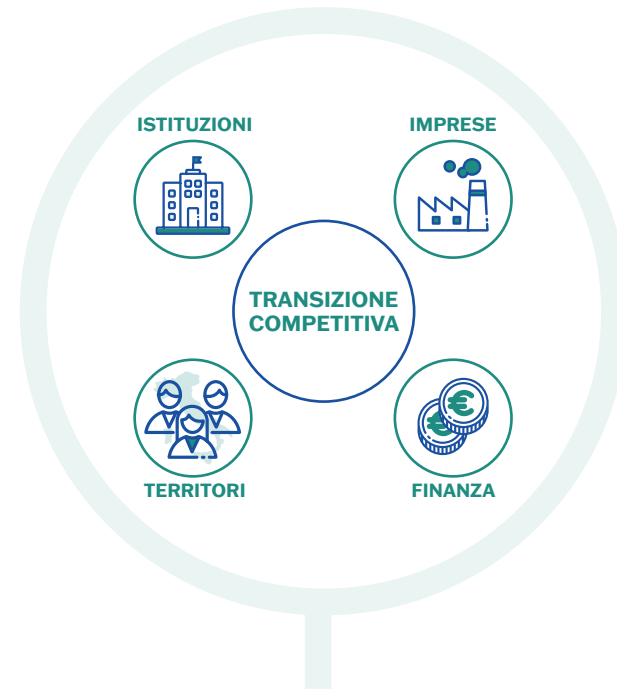 ISTITUZIONI
IMPRESE
TRANSIZIONE
COMPETITIVA
TERRITORI
FINANZA